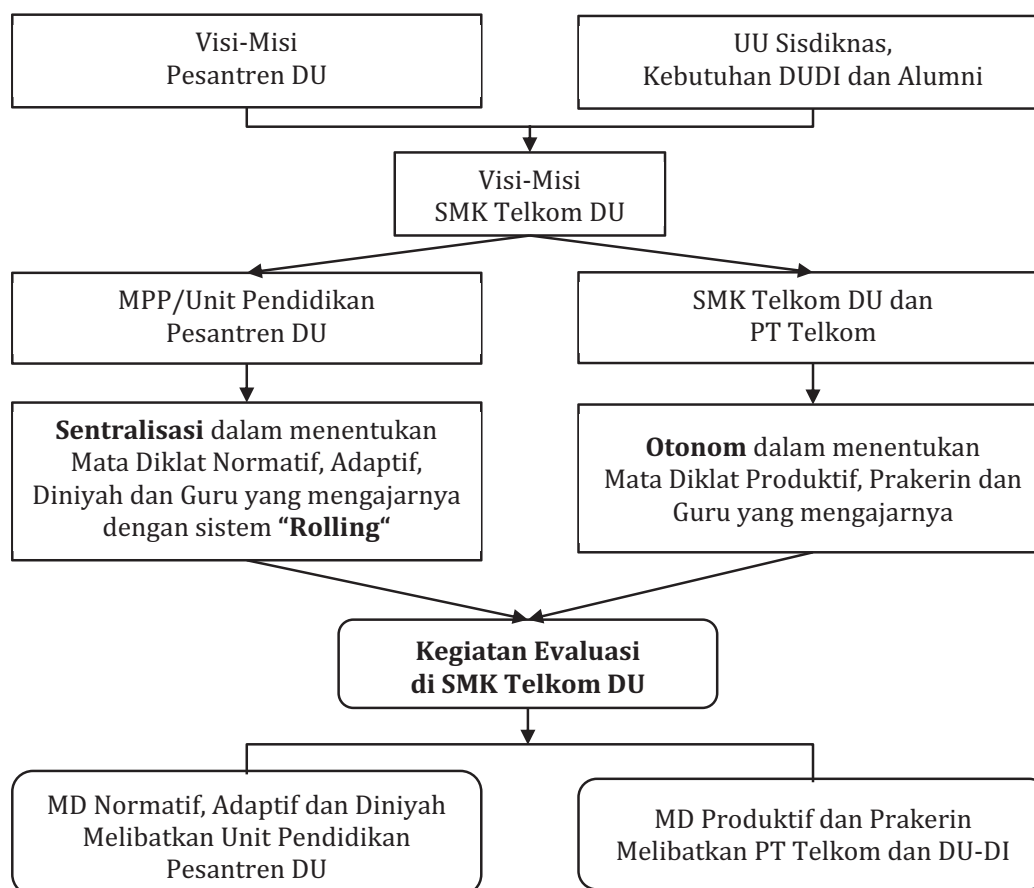 Visi-Misi
Pesantren DU
UU Sisdiknas,
Kebutuhan DUDI dan Alumni
Visi-Misi
SMK Telkom DU
MPP/Unit Pendidikan
Pesantren DU
SMK Telkom DU dan
PT Telkom
Sentralisasi dalam menentukan
Mata Diklat Normatif, Adaptif,
Diniyah dan Guru yang mengajarnya
dengan sistem “Rolling“
Otonom dalam menentukan
Mata Diklat Produktif, Prakerin dan
Guru yang mengajarnya
Kegiatan Evaluasi
di SMK Telkom DU
MD Normatif, Adaptif dan Diniyah
Melibatkan Unit Pendidikan
Pesantren DU
MD Produktif dan Prakerin
Melibatkan PT Telkom dan DU-DI